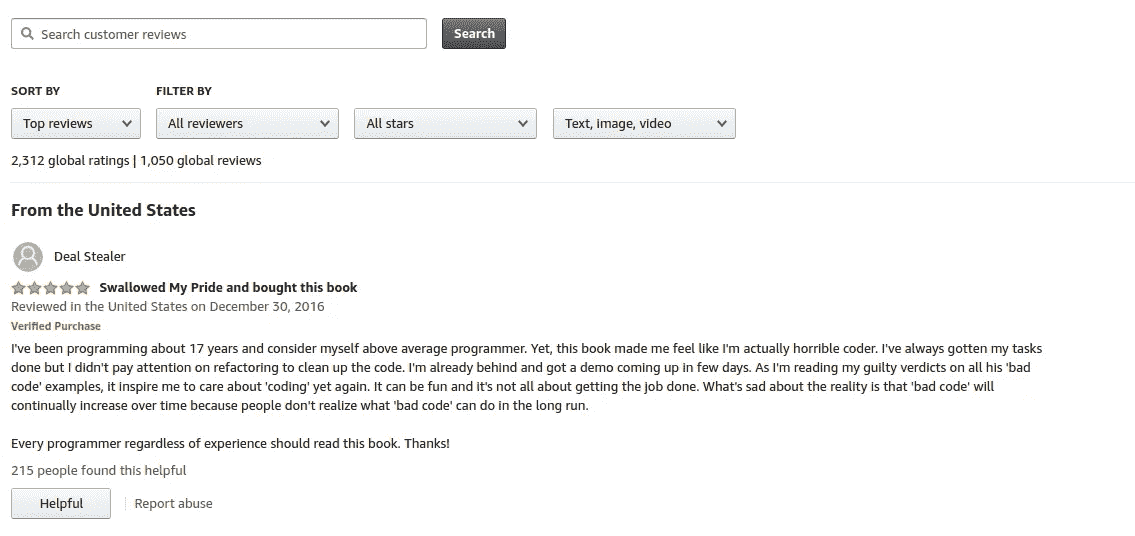 Search customer reviews
Search
SORT BY
FILTER BY
Top reviews
All reviewers
All stars
Text, image, video
2,312 global ratings | 1,050 global reviews
From the United States
Deal Stealer
Swallowed My Pride and bought this book
Reviewed in the United States on December 30, 2016
Verified Purchase
I've been programming about 17 years and consider myself above average programmer. Yet, this book made me feel like I'm actually horrible coder. I've always gotten my tasks
done but I didn't pay attention on refactoring to clean up the code. I'm already behind and got a demo coming up in few days. As I'm reading my guilty verdicts on all his 'bad
code' examples, it inspire me to care about 'coding' yet again. It can be fun and it's not all about getting the job done. What's sad about the reality is that 'bad code' will
continually increase over time because people don't realize what 'bad code' can do in the long run.
Every programmer regardless of experience should read this book. Thanks!
215 people found this helpful
Helpful
Report abuse